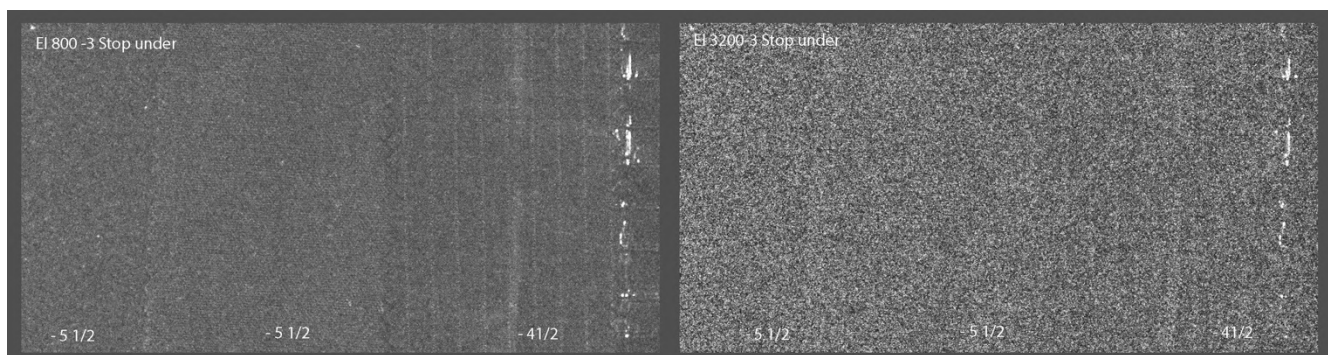 EI 800 -3 Stop under
EI 3200-3 Stop under
- 5 1/2
- 5 1/2
- 41/2
- 5 1/2
- 5 1/2
- 41/2